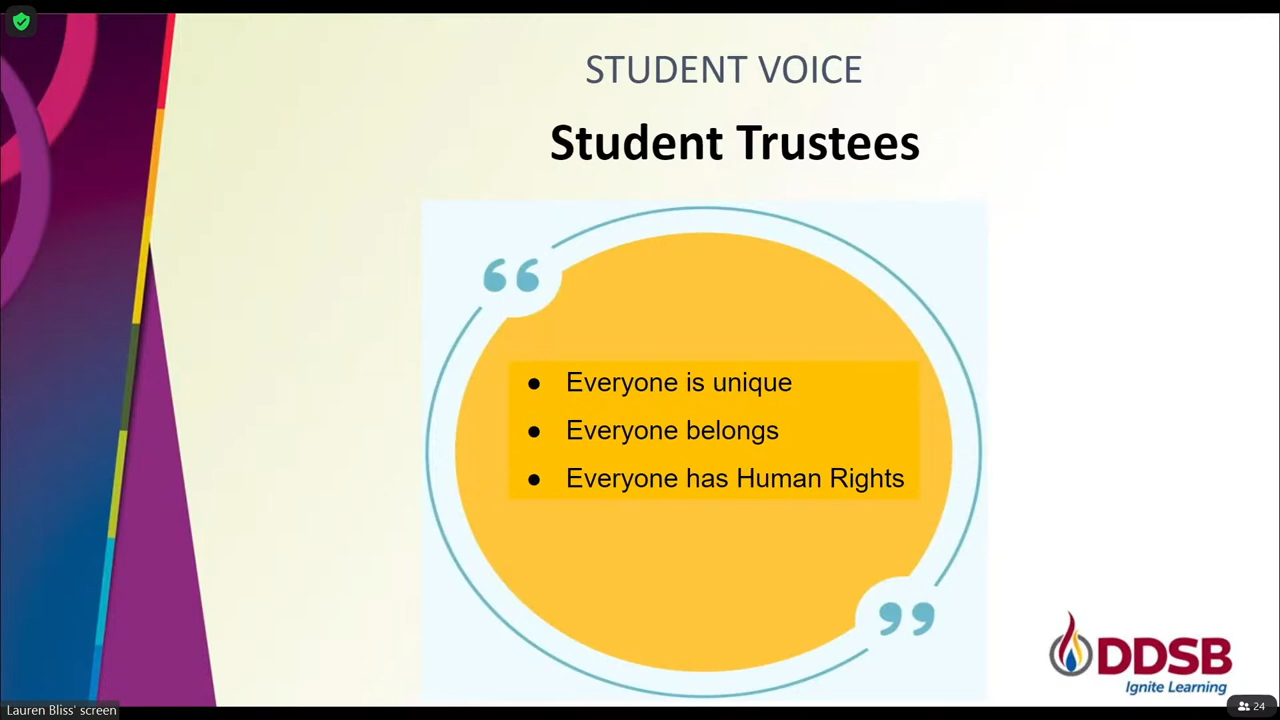 STUDENT VOICE
Student Trustees
“
● Everyone is unique
● Everyone belongs
● Everyone has Human Rights
”
DDSB
Ignite Learning
Lauren Bliss' screen
24